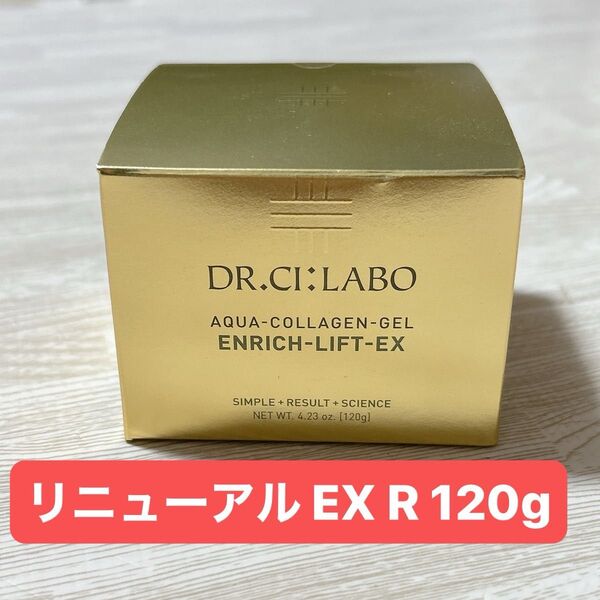 DR.CI:LABO
AQUA-COLLAGEN-GEL
ENRICH-LIFT-EX
SIMPLE+RESULT+SCIENCE
NET WT. 4.23 oz. [120g]
リニューアル EX R 120g